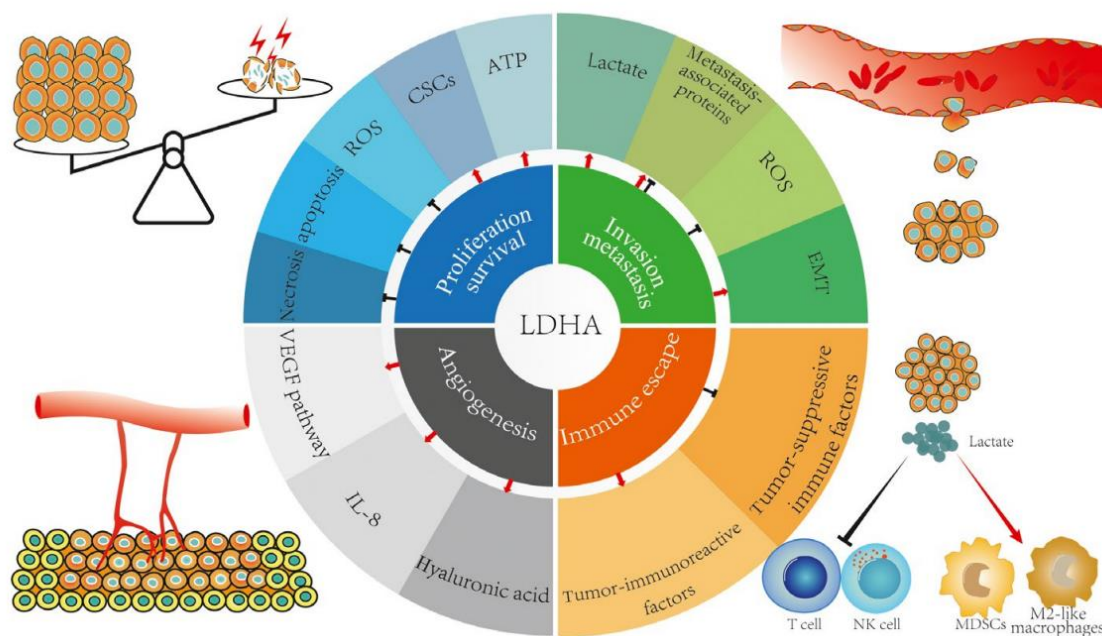 ATP
CSCs
ROS
apoptosis
Necrosis
Proliferation
survival
Lactate
Metastasis-
associated
proteins
ROS
EMT
Invasion
metastasis
LDHA
VEGF pathway
IL-8
Hyaluronic acid
Angiogenesis
Immune escape
Tumor-suppressive
immune factors
Tumor-immunoreactive
factors
Lactate
T cell
NK cell
MDSCs
M2-like
macrophages